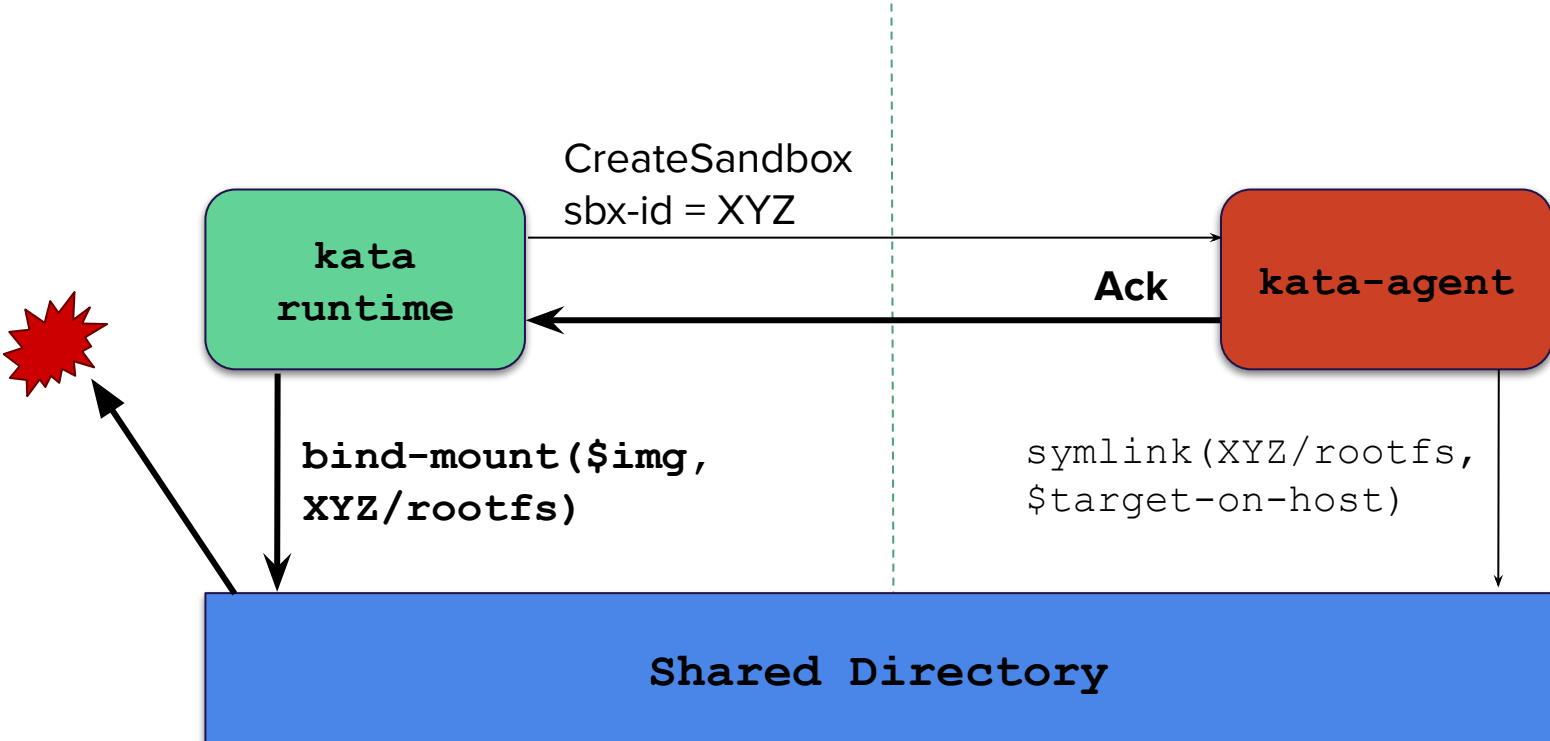 CreateSandbox
sbx-id = XYZ
kata
runtime
Ack
kata-agent
bind-mount($img,
XYZ/rootfs)
symlink(XYZ/rootfs,
$target-on-host)
Shared Directory